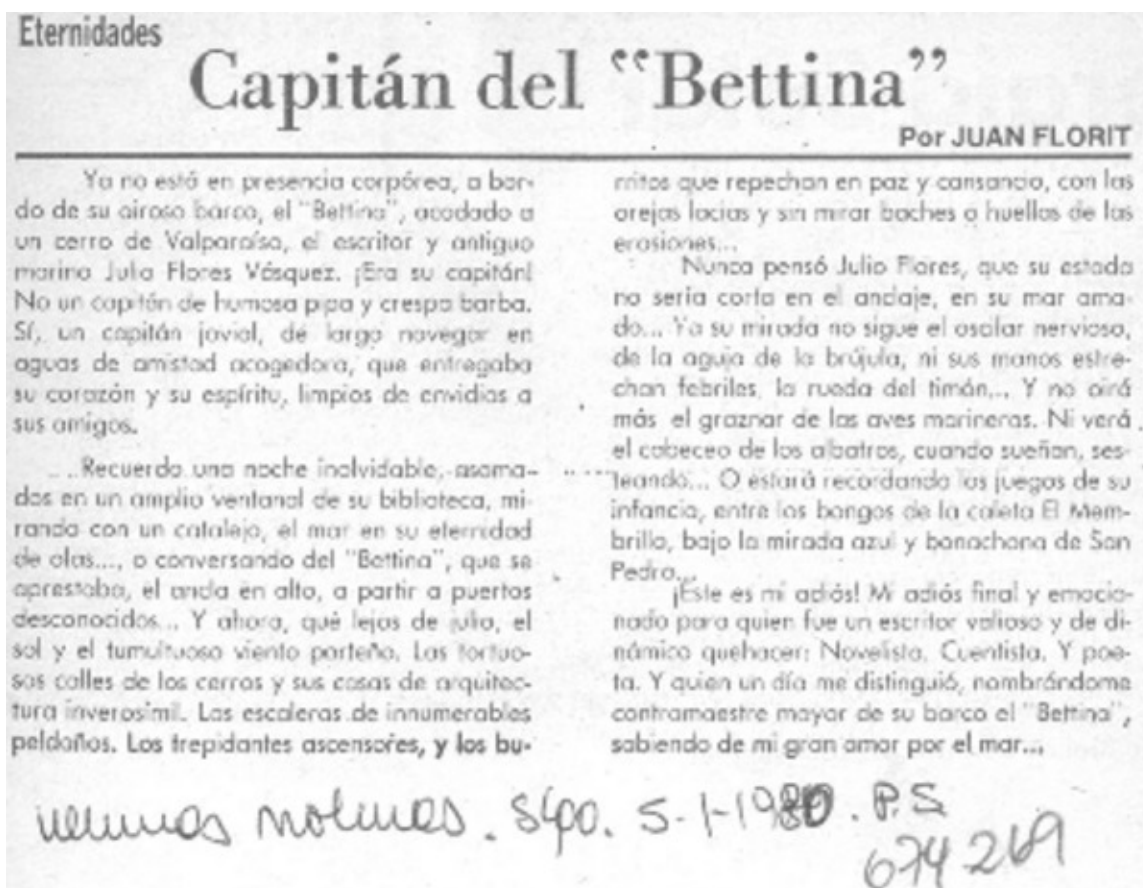 Eternidades
Capitán del “Bettina”
Por JUAN FLORIT
Ya no está en presencia corpórea, a bor-
do de su airoso barco, el "Bettina", acodado a
un cerro de Valparaíso, el escritor y antiguo
marino Julio Flores Vásquez. ¡Era su capitán!
No un capitán de humosa pipa y crespa barba.
Sí, un capitán jovial, de largo navegar en
aguas de amistad acogedora, que entregaba
su corazón y su espíritu, limpios de envidias a
sus amigos.
Recuerdo una noche inolvidable, asoma-
dos en un amplio ventanal de su biblioteca, mi-
rando con un catalejo, el mar en su eternidad
de olas..., o conversando del "Bettina", que se
aprestaba, el ancla en alto, a partir a puertos
desconocidos... Y ahora, qué lejos de julio, el
sol y el tumultuoso viento porteño. Las tortuo-
sas calles de los cerros y sus casas de arquitec-
tura inverosímil. Las escaleras de innumerables
peldaños. Los trepidantes ascensores, y los bu-
rritos que repechan en paz y cansancio, con las
orejas lacias y sin mirar baches o huellas de las
erosiones...
Nunca pensó Julio Flores, que su estada
no sería corta en el andaje, en su mar ama-
do... Ya su mirada no sigue el oscilar nervioso,
de la aguja de la brújula, ni sus manos estre-
chan febriles, la rueda del timón... Y no oirá
más el graznar de las aves marineras. Ni verá
el cabeceo de los albatros, cuando sueñan, ses-
teando... O estará recordando los juegos de su
infancia, entre los bongos de la caleta El Mem-
brillo, bajo la mirada azul y bonachona de San
Pedro...
¡Este es mi adiós! Mi adiós final y emocio-
nado para quien fue un escritor valioso y de di-
námico quehacer: Novelista. Cuentista. Y poe-
ta. Y quien un día me distinguió, nombrándome
contramaestre mayor de su barco el "Bettina",
sabiendo de mi gran amor por el mar...
Stgo. 5-1-1980. P.5
674269